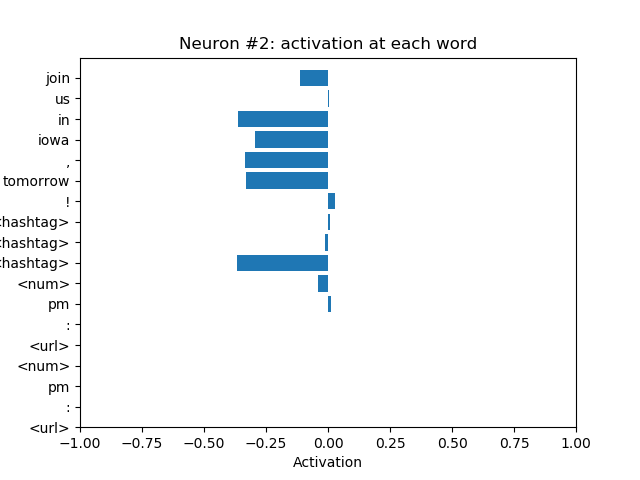 Neuron #2: activation at each word
join
us
in
iowa
,
tomorrow
!
hashtag>
hashtag>
hashtag>
<num>
pm
:
<url>
<num>
pm
:
<url>
−1.00 −0.75 −0.50 −0.25 0.00 0.25 0.50 0.75 1.00
Activation